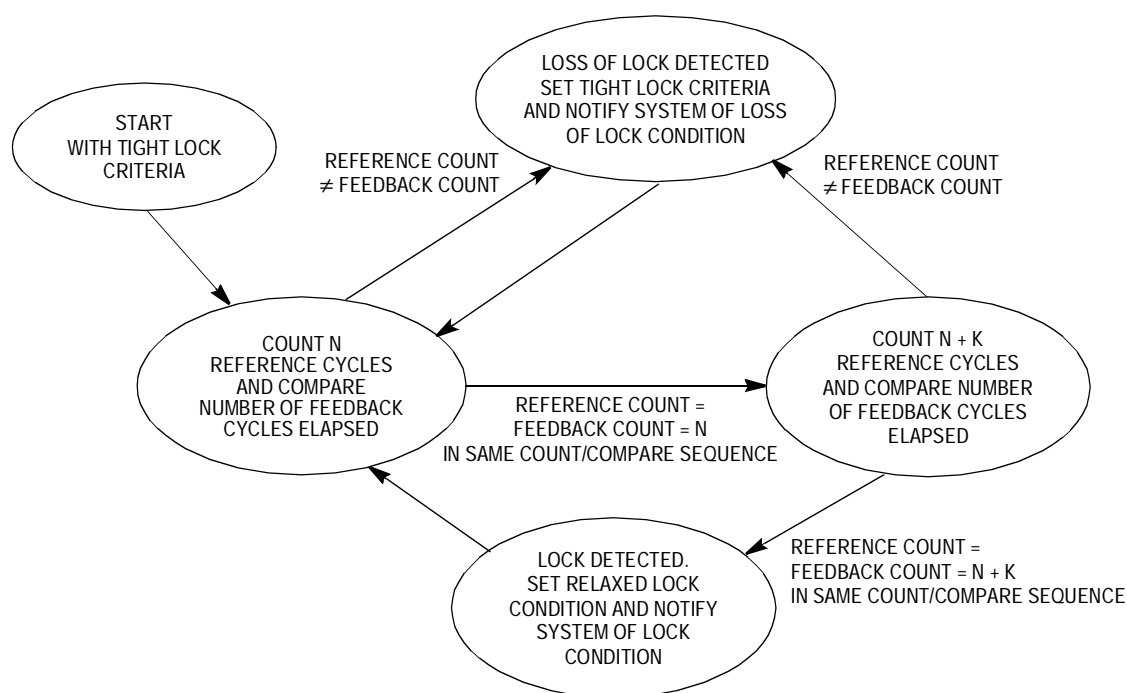 LOSS OF LOCK DETECTED
SET TIGHT LOCK CRITERIA
AND NOTIFY SYSTEM OF LOSS
OF LOCK CONDITION
START
WITH TIGHT LOCK
CRITERIA
REFERENCE COUNT
≠ FEEDBACK COUNT
REFERENCE COUNT
≠ FEEDBACK COUNT
COUNT N
REFERENCE CYCLES
AND COMPARE
NUMBER OF FEEDBACK
CYCLES ELAPSED
COUNT N + K
REFERENCE CYCLES
AND COMPARE NUMBER
OF FEEDBACK CYCLES
ELAPSED
REFERENCE COUNT =
FEEDBACK COUNT = N
IN SAME COUNT/COMPARE SEQUENCE
LOCK DETECTED.
SET RELAXED LOCK
CONDITION AND NOTIFY
SYSTEM OF LOCK
CONDITION
REFERENCE COUNT =
FEEDBACK COUNT = N + K
IN SAME COUNT/COMPARE SEQUENCE